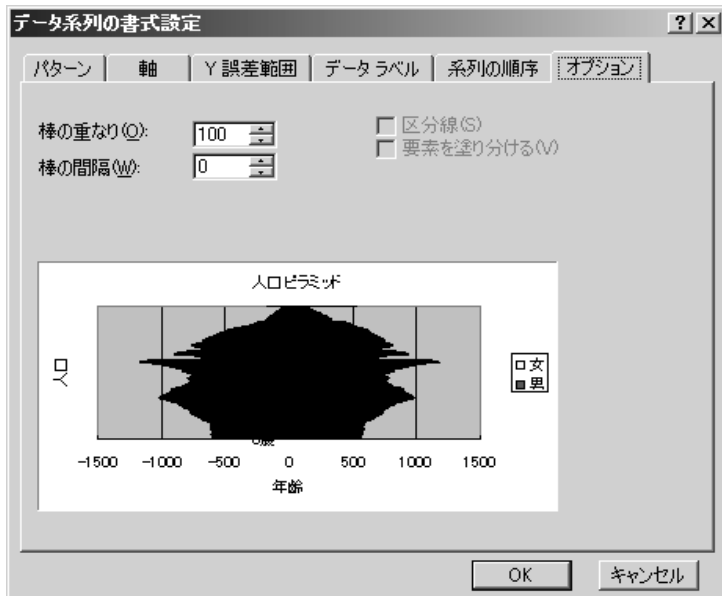 データ系列の書式設定
パターン 軸 Y 誤差範囲 データ ラベル 系列の順序 オプション
棒の重なり(O): 100
棒の間隔(W): 0
区分線(S)
要素を塗り分ける(V)
人口ピラミッド
人口
女
男
-1500 -1000 -500 0 500 1000 1500
年齢
OK キャンセル